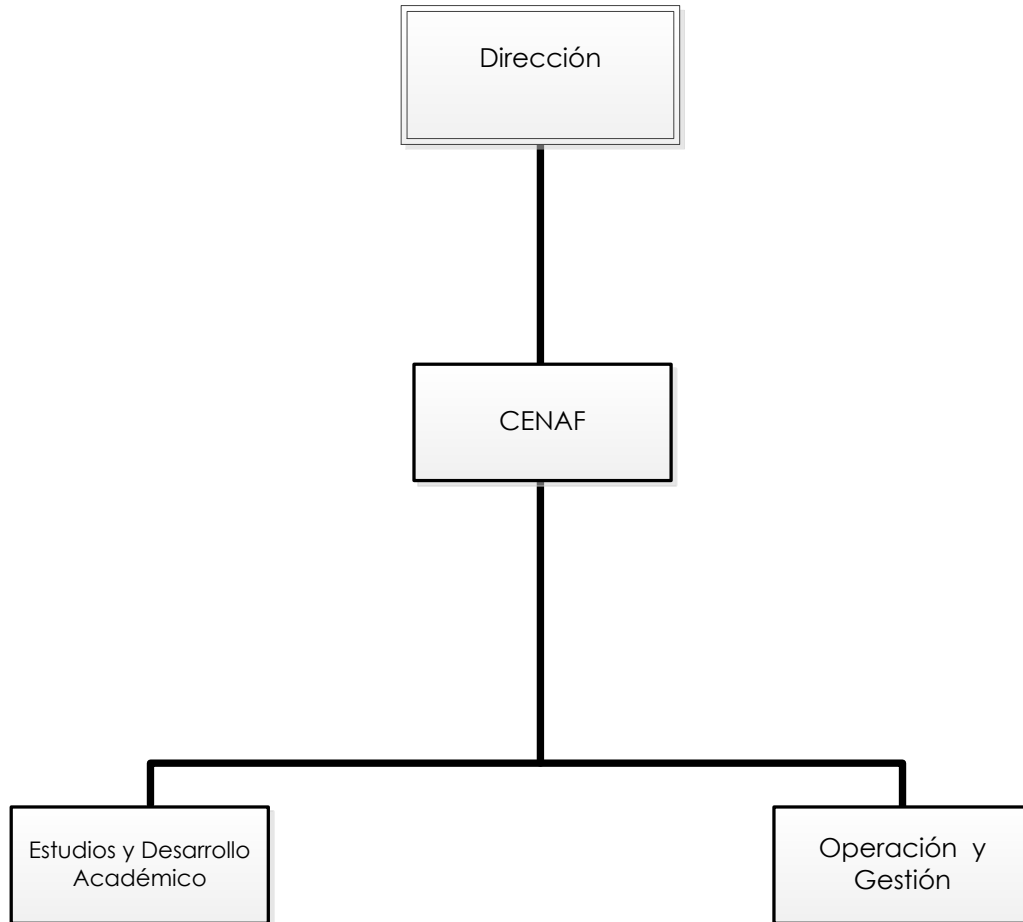 Dirección
CENAF
Estudios y Desarrollo
Académico
Operación y
Gestión